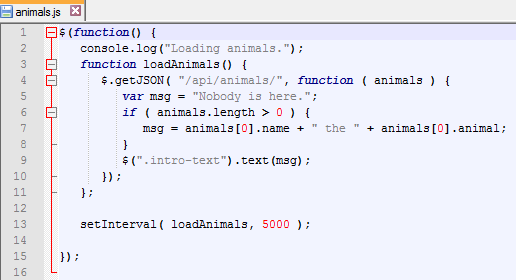 animals.js
1 $(function() {
2 console.log("Loading animals.");
3 function loadAnimals() {
4 $.getJSON( "/api/animals/", function ( animals ) {
5 var msg = "Nobody is here.";
6 if ( animals.length > 0 ) {
7 msg = animals[0].name + " the " + animals[0].animal;
8 }
9 $(".intro-text").text(msg);
10 });
11 };
12
13 setInterval( loadAnimals, 5000 );
14
15 });
16